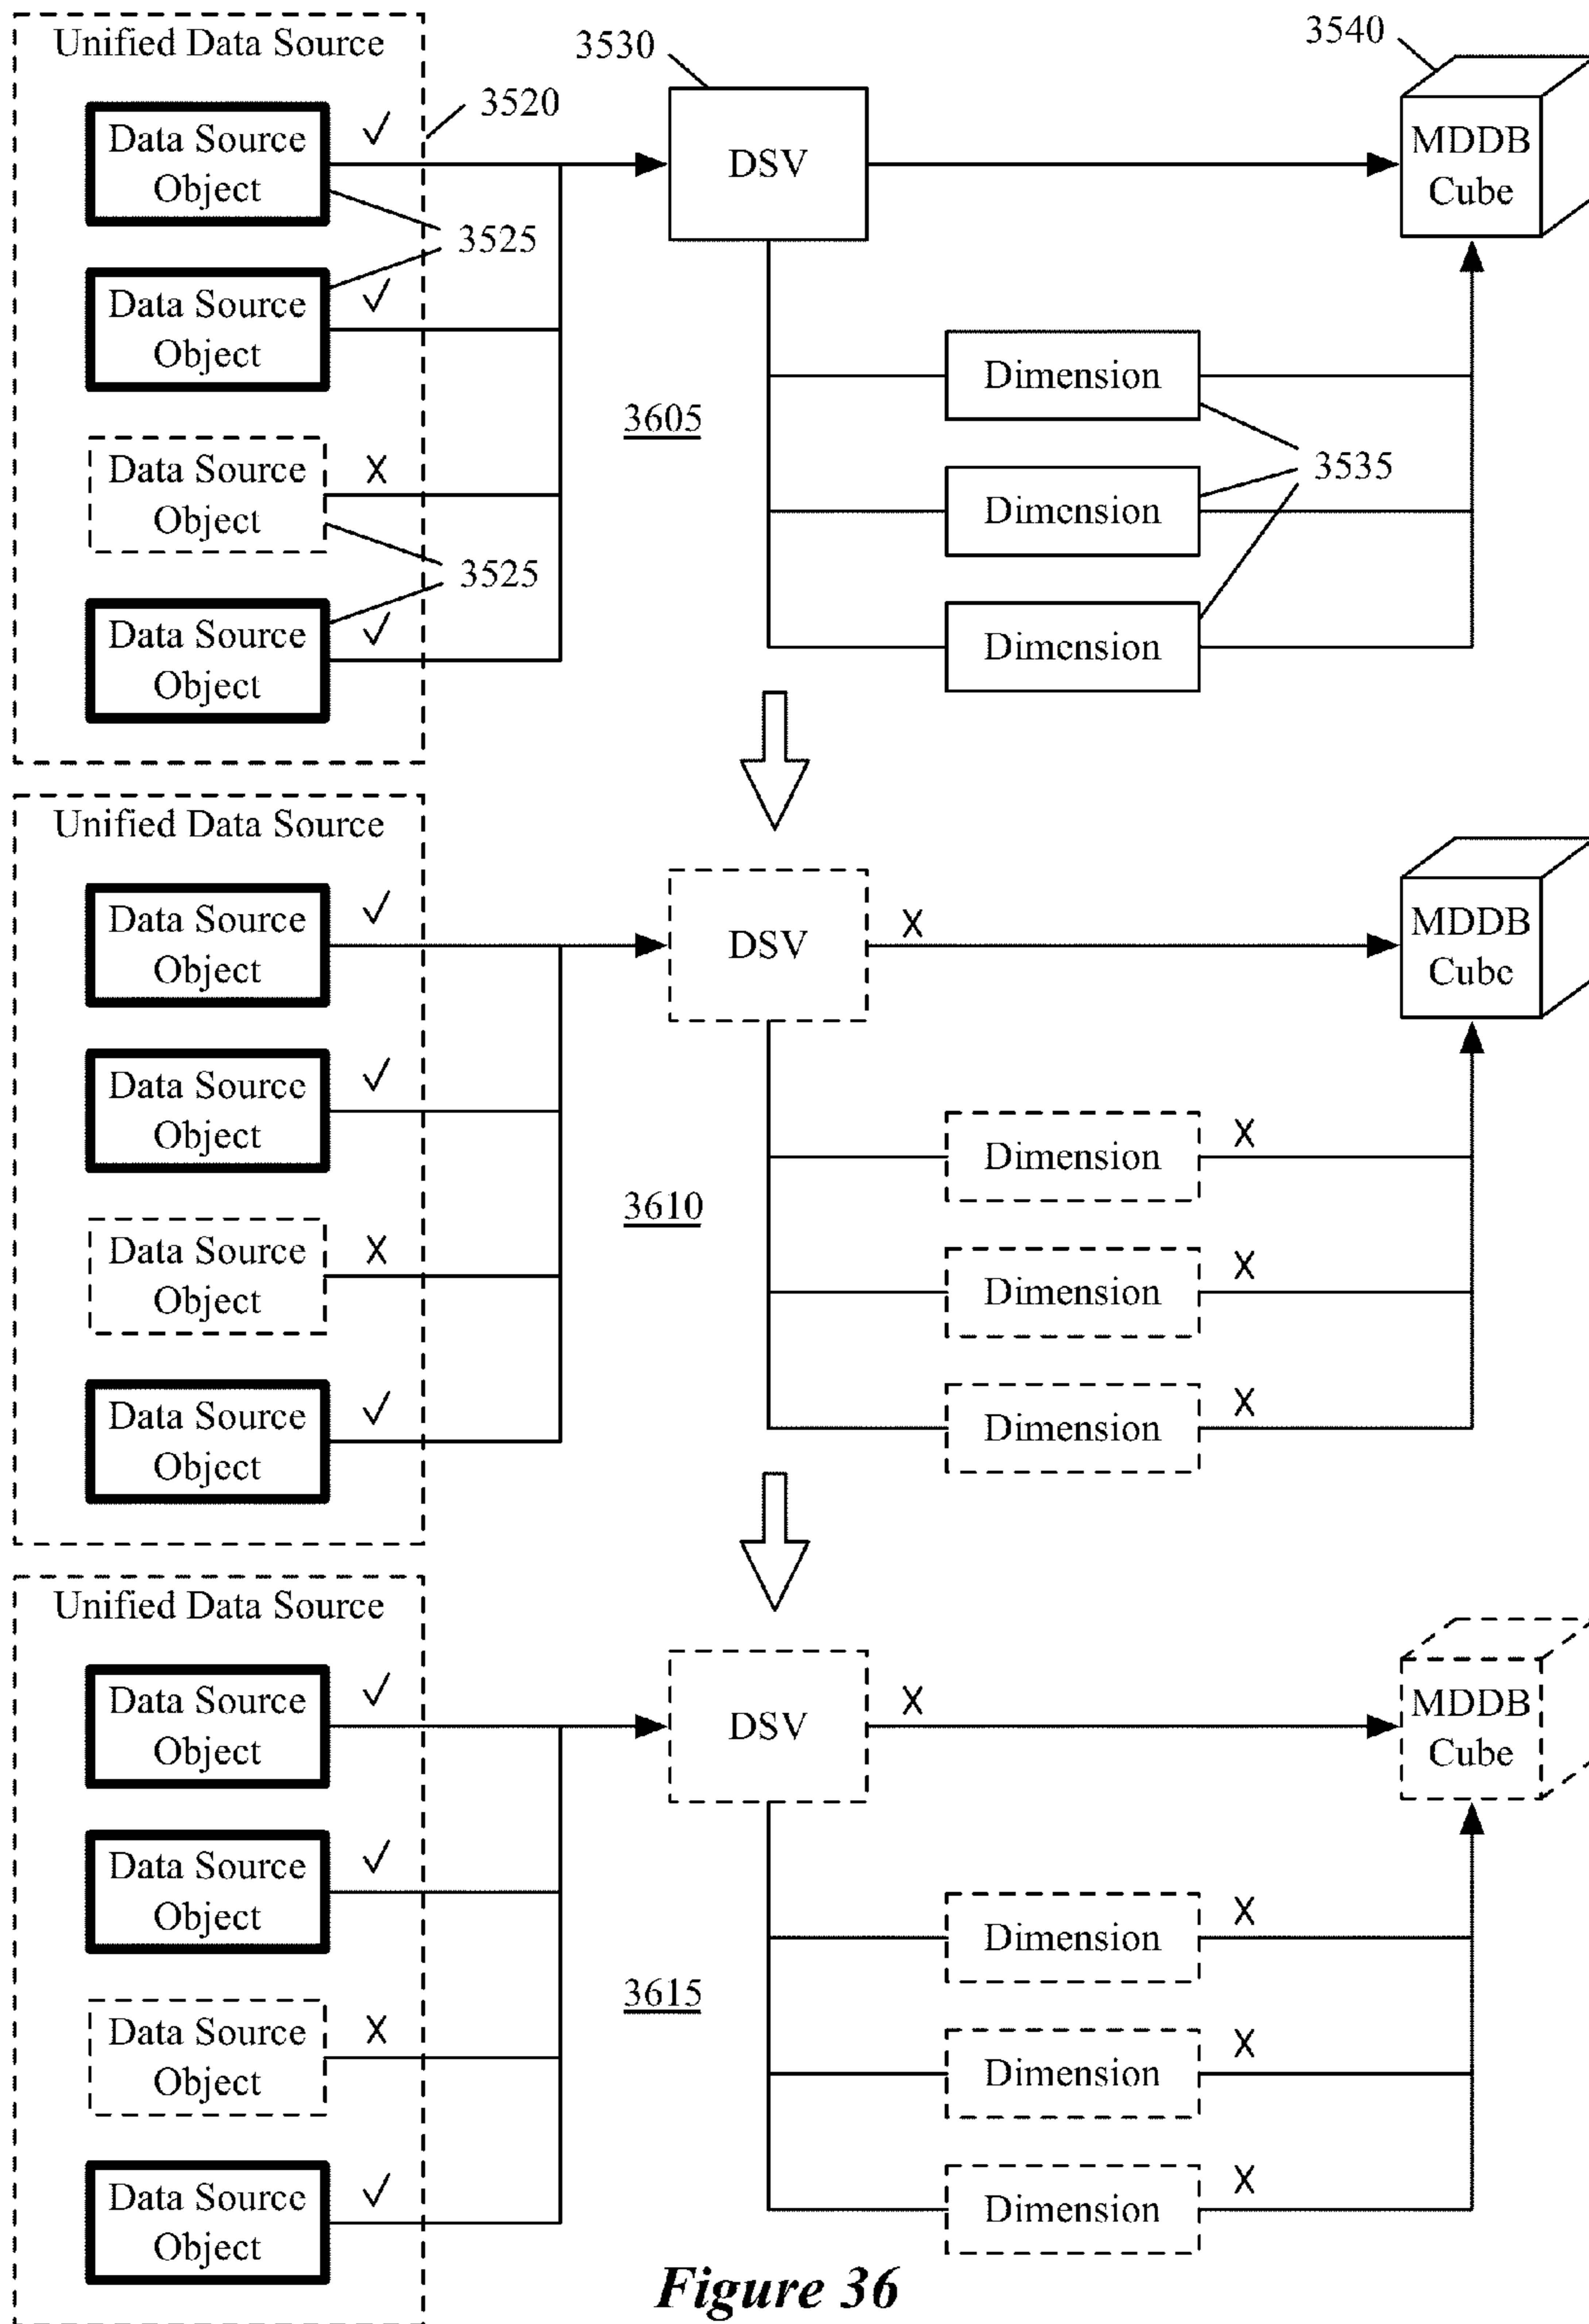 Unified Data Source
3530
3540
3520
Data Source
Object
√
DSV
MDDB
Cube
3525
Data Source
Object
√
Dimension
3605
Data Source
Object
X
3535
Dimension
3525
Data Source
Object
√
Dimension
Unified Data Source
Data Source
Object
√
DSV
X
MDDB
Cube
Data Source
Object
√
Dimension
X
3610
Data Source
Object
X
Dimension
X
Data Source
Object
√
Dimension
X
Unified Data Source
Data Source
Object
√
DSV
X
MDDB
Cube
Data Source
Object
√
Dimension
X
3615
Data Source
Object
X
Dimension
X
Data Source
Object
√
Dimension
X
Figure 36